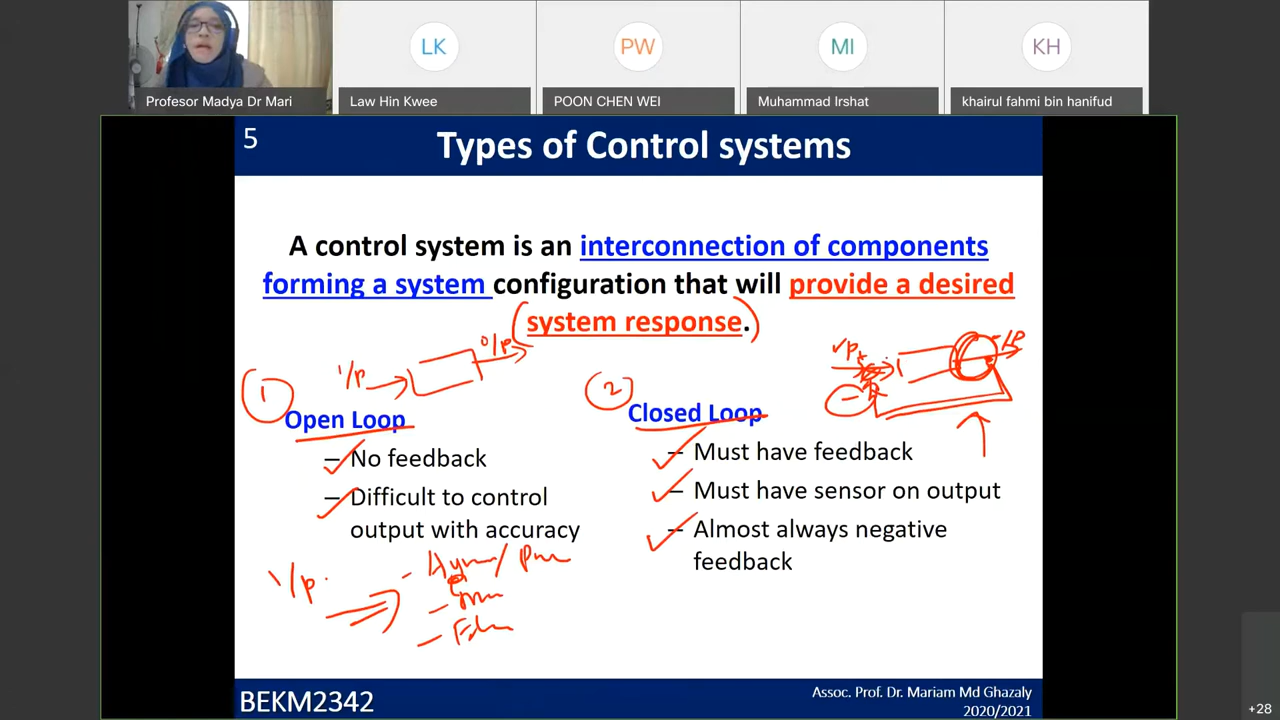 LK
PW
MI
KH
Profesor Madya Dr Mari
Law Hin Kwee
POON CHEN WEI
Muhammad Irshat
khairul fahmi bin hanifud
5
Types of Control systems
A control system is an interconnection of components
forming a system configuration that will provide a desired
(system response.)
I/p
O/p
1
Open Loop
– No feedback
– Difficult to control
output with accuracy
I/p
2
Closed Loop
– Must have feedback
– Must have sensor on output
– Almost always negative
feedback
BEKM2342
Assoc. Prof. Dr. Mariam Md Ghazaly
2020/2021
+28